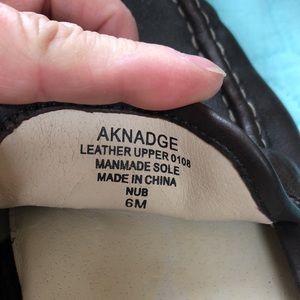 AKNADGE
LEATHER UPPER 0108
MANMADE SOLE
MADE IN CHINA
NUB
6M